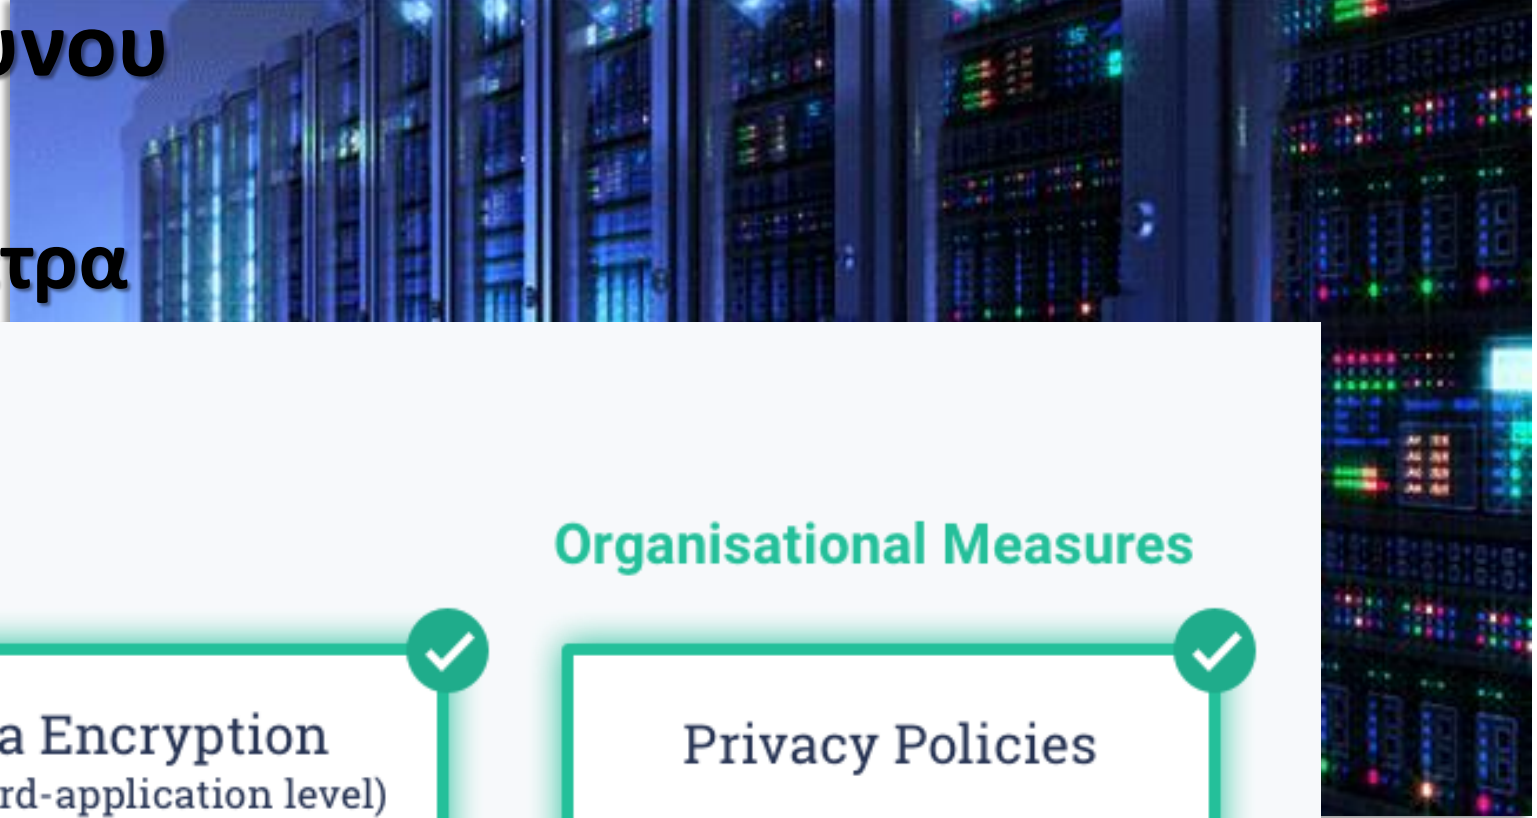 υνου
τρα
Organisational Measures
a Encryption
rd-application level)
Privacy Policies